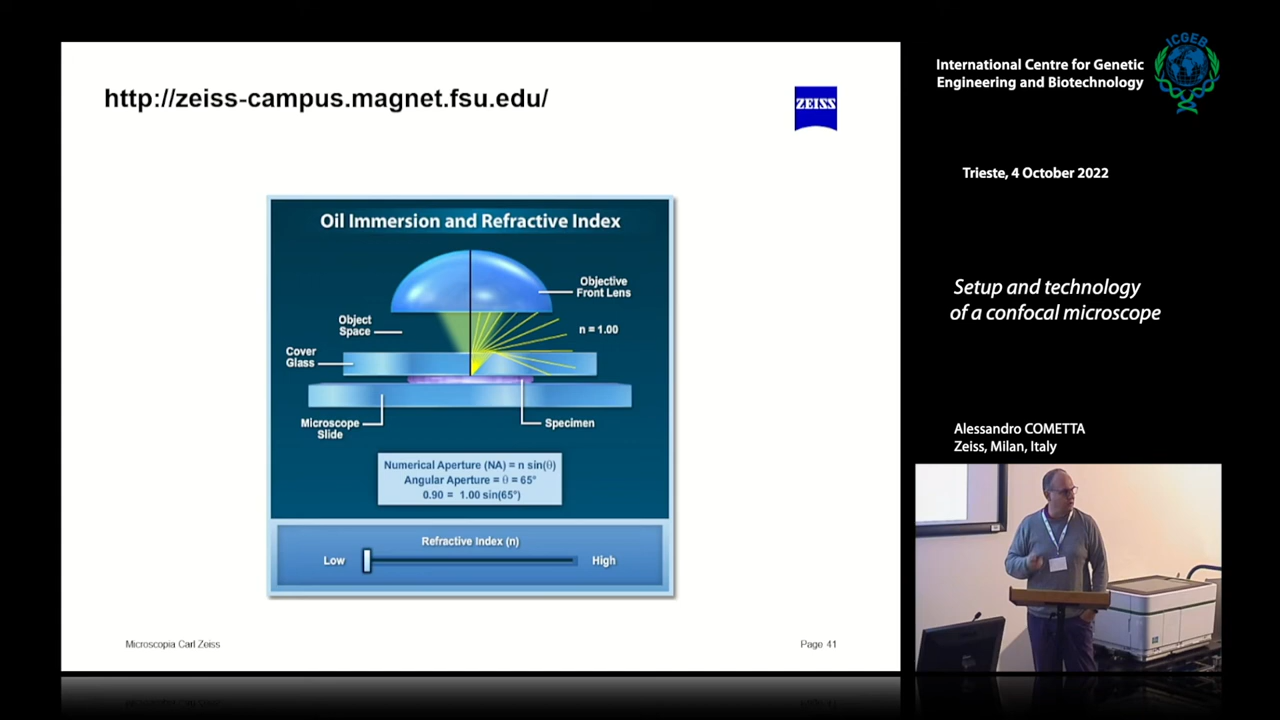 http://zeiss-campus.magnet.fsu.edu/
ZEISS
Oil Immersion and Refractive Index
Objective
Front Lens
Object
Space
n = 1.00
Cover
Glass
Microscope
Slide
Specimen
Numerical Aperture (NA) = n sin(θ)
Angular Aperture = θ = 65°
0.90 = 1.00 sin(65°)
Refractive Index (n)
Low
High
Microscopia Carl Zeiss
Page 41
International Centre for Genetic
Engineering and Biotechnology
ICGEB
Trieste, 4 October 2022
Setup and technology
of a confocal microscope
Alessandro COMETTA
Zeiss, Milan, Italy